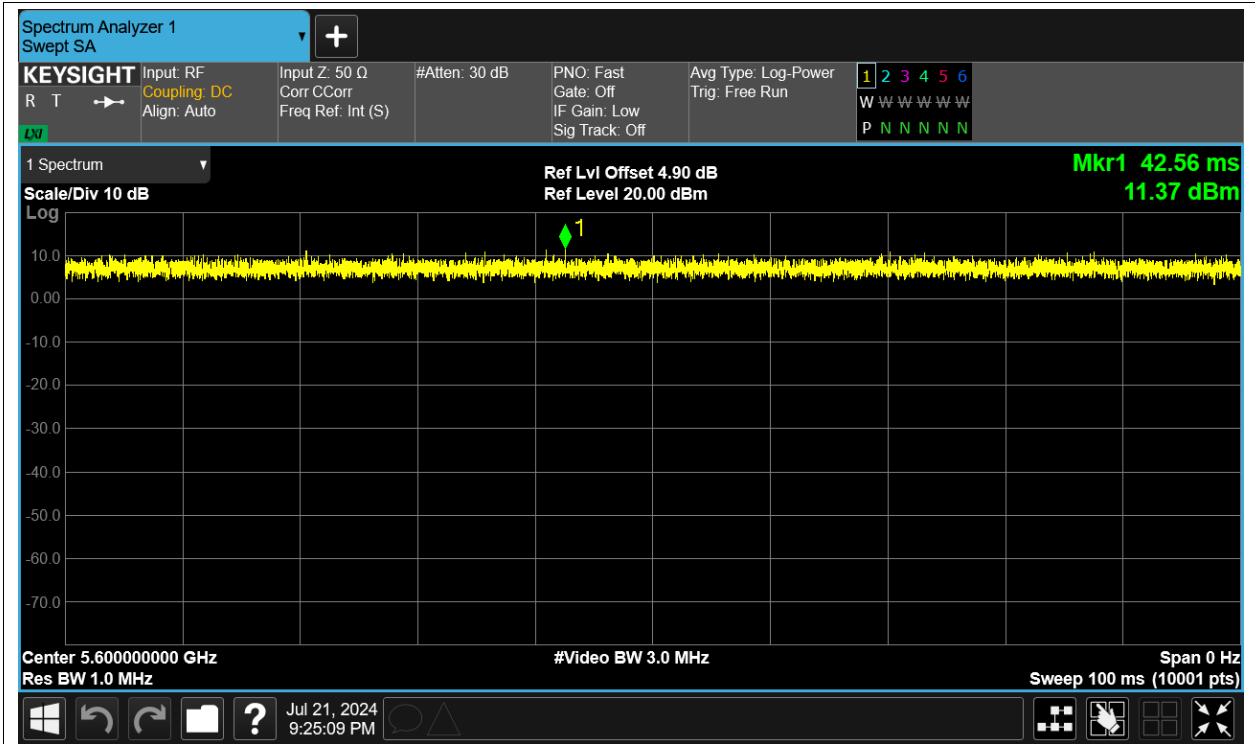 Spectrum Analyzer 1
Swept SA
KEYSIGHT
R T
LXI
Input: RF
Coupling: DC
Align: Auto
Input Z: 50 Ω
Corr CCorr
Freq Ref: Int (S)
#Atten: 30 dB
PNO: Fast
Gate: Off
IF Gain: Low
Sig Track: Off
Avg Type: Log-Power
Trig: Free Run
1 2 3 4 5 6
W W W W W W
P N N N N N
1 Spectrum
Scale/Div 10 dB
Ref Lvl Offset 4.90 dB
Ref Level 20.00 dBm
Mkr1 42.56 ms
11.37 dBm
Log
1
10.0
0.00
-10.0
-20.0
-30.0
-40.0
-50.0
-60.0
-70.0
Center 5.600000000 GHz
Res BW 1.0 MHz
#Video BW 3.0 MHz
Span 0 Hz
Sweep 100 ms (10001 pts)
?
Jul 21, 2024
9:25:09 PM